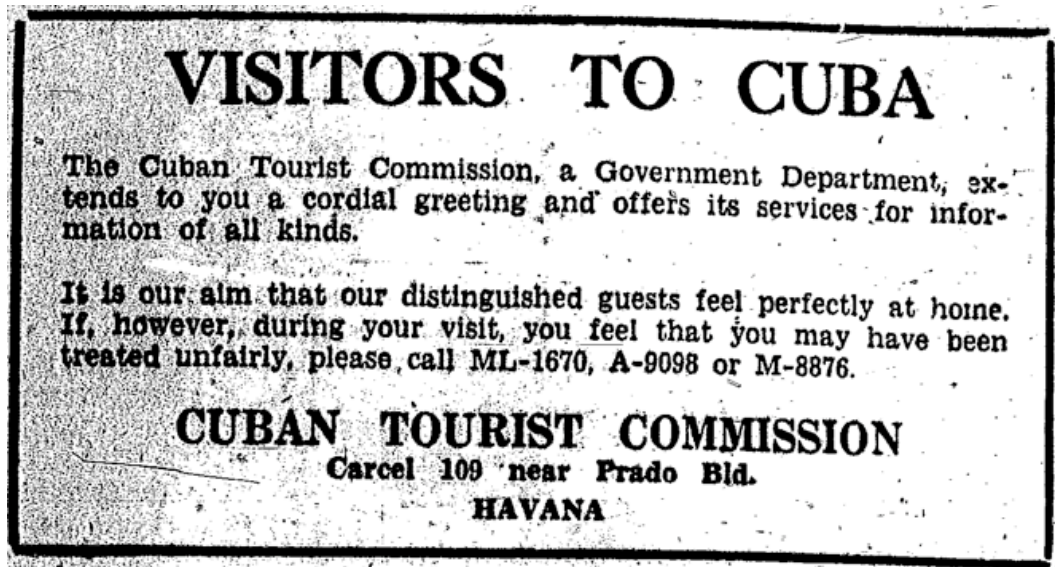 VISITORS TO CUBA
The Cuban Tourist Commission, a Government Department, ex-
tends to you a cordial greeting and offers its services for infor-
mation of all kinds.
It is our aim that our distinguished guests feel perfectly at home.
If, however, during your visit, you feel that you may have been
treated unfairly, please call ML-1670, A-9098 or M-8876.
CUBAN TOURIST COMMISSION
Carcel 109 near Prado Bld.
HAVANA